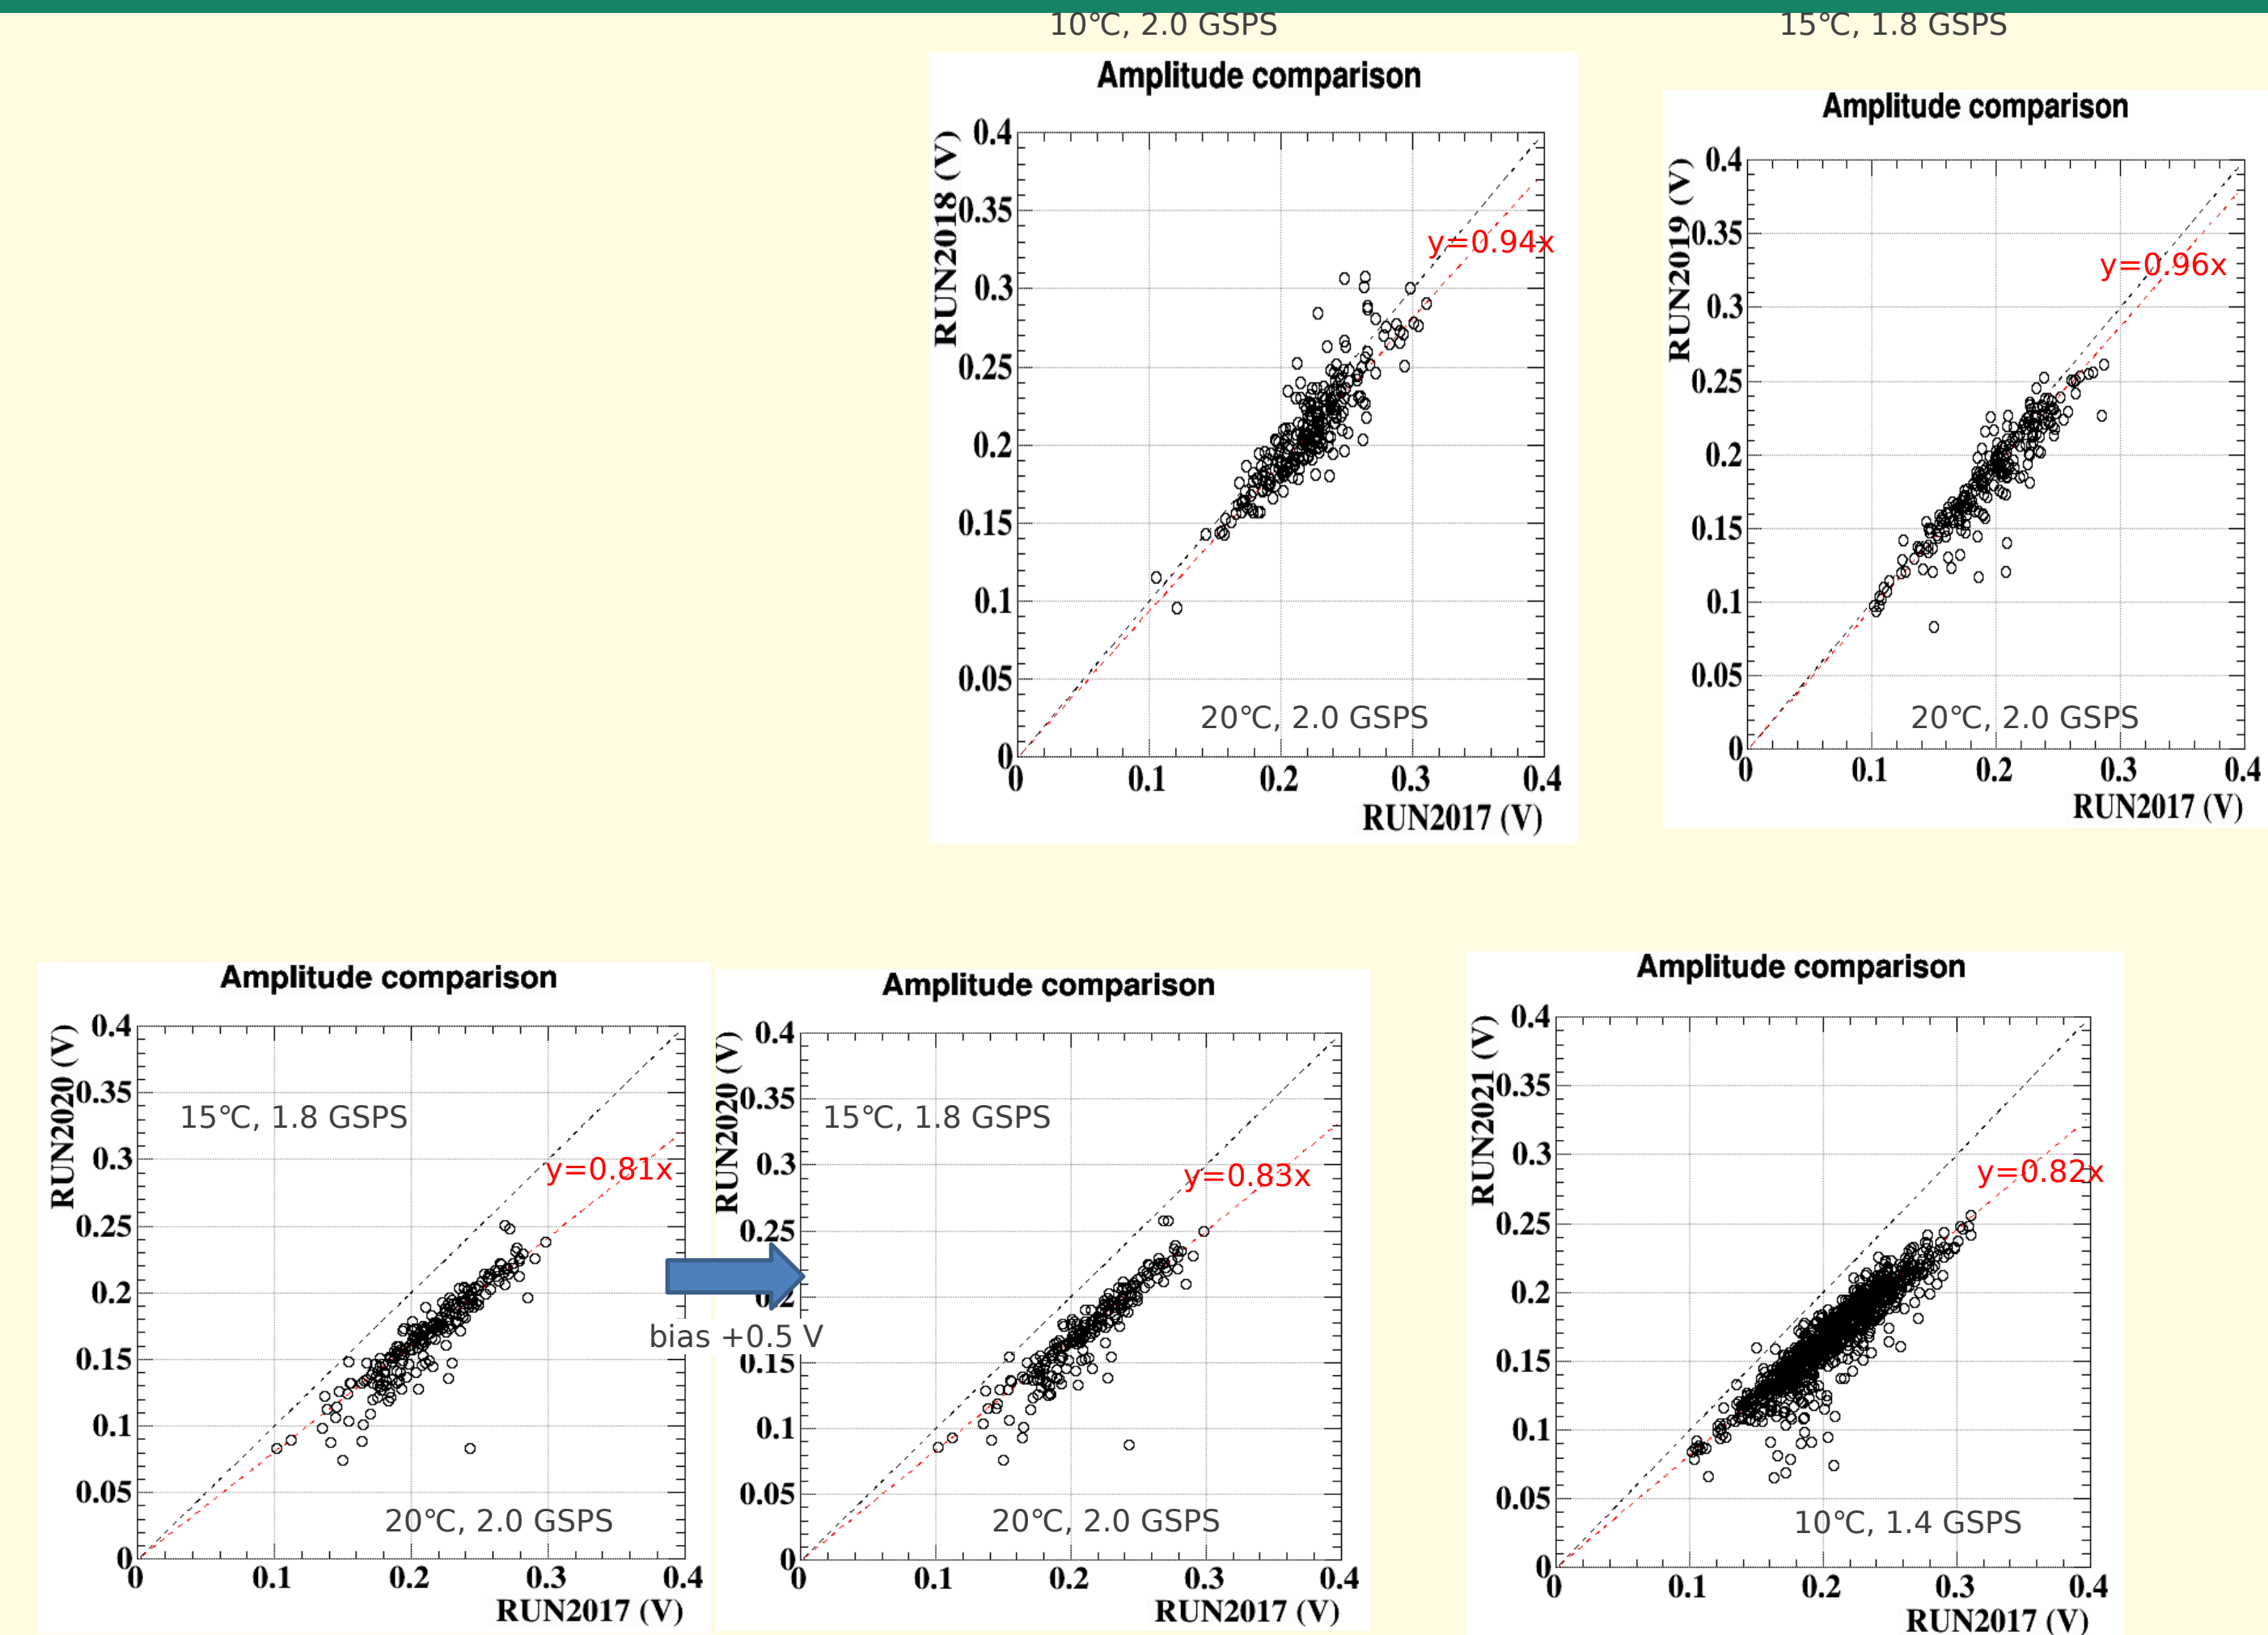 10℃, 2.0 GSPS
15℃, 1.8 GSPS
Amplitude comparison
RUN2018 (V)
0.4
0.35
0.3
0.25
0.2
0.15
0.1
0.05
0
y=0.94x
20℃, 2.0 GSPS
0
0.1
0.2
0.3
0.4
RUN2017 (V)
Amplitude comparison
RUN2019 (V)
0.4
0.35
0.3
0.25
0.2
0.15
0.1
0.05
0
y=0.96x
20℃, 2.0 GSPS
0
0.1
0.2
0.3
0.4
RUN2017 (V)
Amplitude comparison
RUN2020 (V)
0.4
0.35
0.3
0.25
0.2
0.15
0.1
0.05
0
15℃, 1.8 GSPS
y=0.81x
20℃, 2.0 GSPS
0
0.1
0.2
0.3
0.4
RUN2017 (V)
bias +0.5 V
Amplitude comparison
RUN2020 (V)
0.4
0.35
0.3
0.25
0.2
0.15
0.1
0.05
0
15℃, 1.8 GSPS
y=0.83x
20℃, 2.0 GSPS
0
0.1
0.2
0.3
0.4
RUN2017 (V)
Amplitude comparison
RUN2021 (V)
0.4
0.35
0.3
0.25
0.2
0.15
0.1
0.05
0
y=0.82x
10℃, 1.4 GSPS
0
0.1
0.2
0.3
0.4
RUN2017 (V)